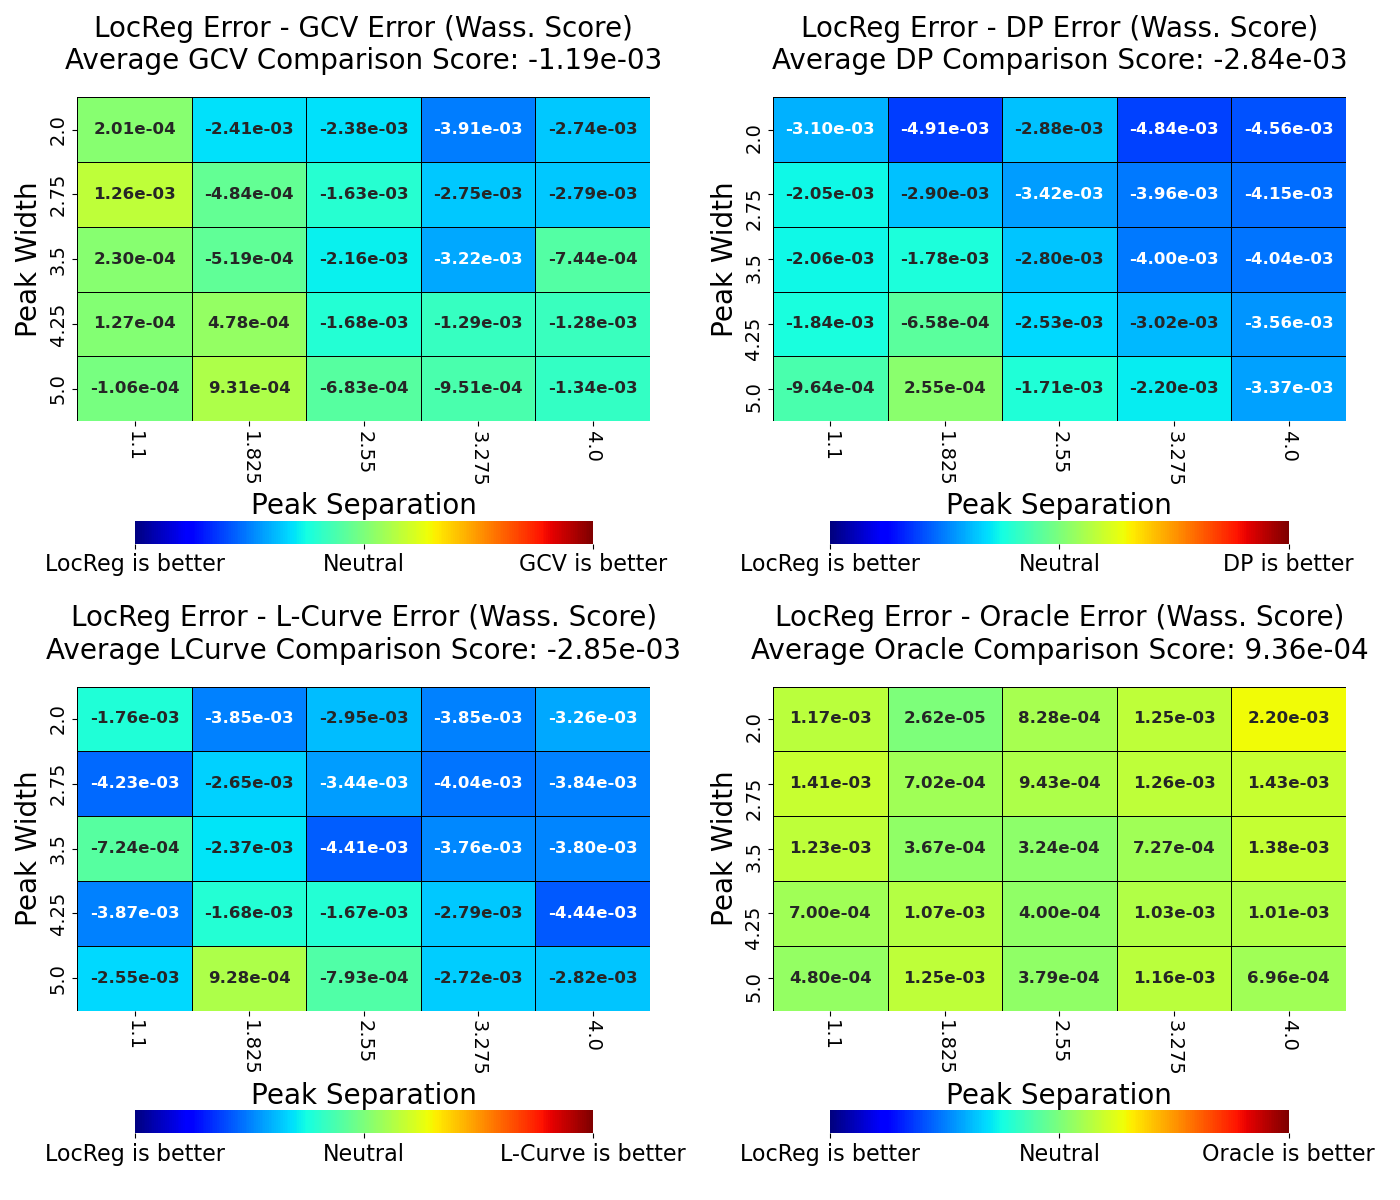 LocReg Error - GCV Error (Wass. Score)
Average GCV Comparison Score: -1.19e-03
Peak Width
2.0 2.01e-04 -2.41e-03 -2.38e-03 -3.91e-03 -2.74e-03
2.75 1.26e-03 -4.84e-04 -1.63e-03 -2.75e-03 -2.79e-03
3.5 2.30e-04 -5.19e-04 -2.16e-03 -3.22e-03 -7.44e-04
4.25 1.27e-04 4.78e-04 -1.68e-03 -1.29e-03 -1.28e-03
5.0 -1.06e-04 9.31e-04 -6.83e-04 -9.51e-04 -1.34e-03
1.1 1.825 2.55 3.275 4.0
Peak Separation
LocReg is better Neutral GCV is better
LocReg Error - DP Error (Wass. Score)
Average DP Comparison Score: -2.84e-03
Peak Width
2.0 -3.10e-03 -4.91e-03 -2.88e-03 -4.84e-03 -4.56e-03
2.75 -2.05e-03 -2.90e-03 -3.42e-03 -3.96e-03 -4.15e-03
3.5 -2.06e-03 -1.78e-03 -2.80e-03 -4.00e-03 -4.04e-03
4.25 -1.84e-03 -6.58e-04 -2.53e-03 -3.02e-03 -3.56e-03
5.0 -9.64e-04 2.55e-04 -1.71e-03 -2.20e-03 -3.37e-03
1.1 1.825 2.55 3.275 4.0
Peak Separation
LocReg is better Neutral DP is better
LocReg Error - L-Curve Error (Wass. Score)
Average LCurve Comparison Score: -2.85e-03
Peak Width
2.0 -1.76e-03 -3.85e-03 -2.95e-03 -3.85e-03 -3.26e-03
2.75 -4.23e-03 -2.65e-03 -3.44e-03 -4.04e-03 -3.84e-03
3.5 -7.24e-04 -2.37e-03 -4.41e-03 -3.76e-03 -3.80e-03
4.25 -3.87e-03 -1.68e-03 -1.67e-03 -2.79e-03 -4.44e-03
5.0 -2.55e-03 9.28e-04 -7.93e-04 -2.72e-03 -2.82e-03
1.1 1.825 2.55 3.275 4.0
Peak Separation
LocReg is better Neutral L-Curve is better
LocReg Error - Oracle Error (Wass. Score)
Average Oracle Comparison Score: 9.36e-04
Peak Width
2.0 1.17e-03 2.62e-05 8.28e-04 1.25e-03 2.20e-03
2.75 1.41e-03 7.02e-04 9.43e-04 1.26e-03 1.43e-03
3.5 1.23e-03 3.67e-04 3.24e-04 7.27e-04 1.38e-03
4.25 7.00e-04 1.07e-03 4.00e-04 1.03e-03 1.01e-03
5.0 4.80e-04 1.25e-03 3.79e-04 1.16e-03 6.96e-04
1.1 1.825 2.55 3.275 4.0
Peak Separation
LocReg is better Neutral Oracle is better